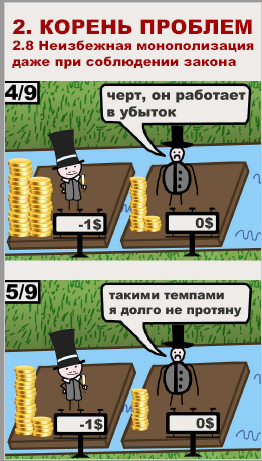 2. КОРЕНЬ ПРОБЛЕМ
2.8 Неизбежная монополизация
даже при соблюдении закона
4/9
черт, он работает
в убыток
-1$
0$
5/9
такими темпами
я долго не протяну
-1$
0$